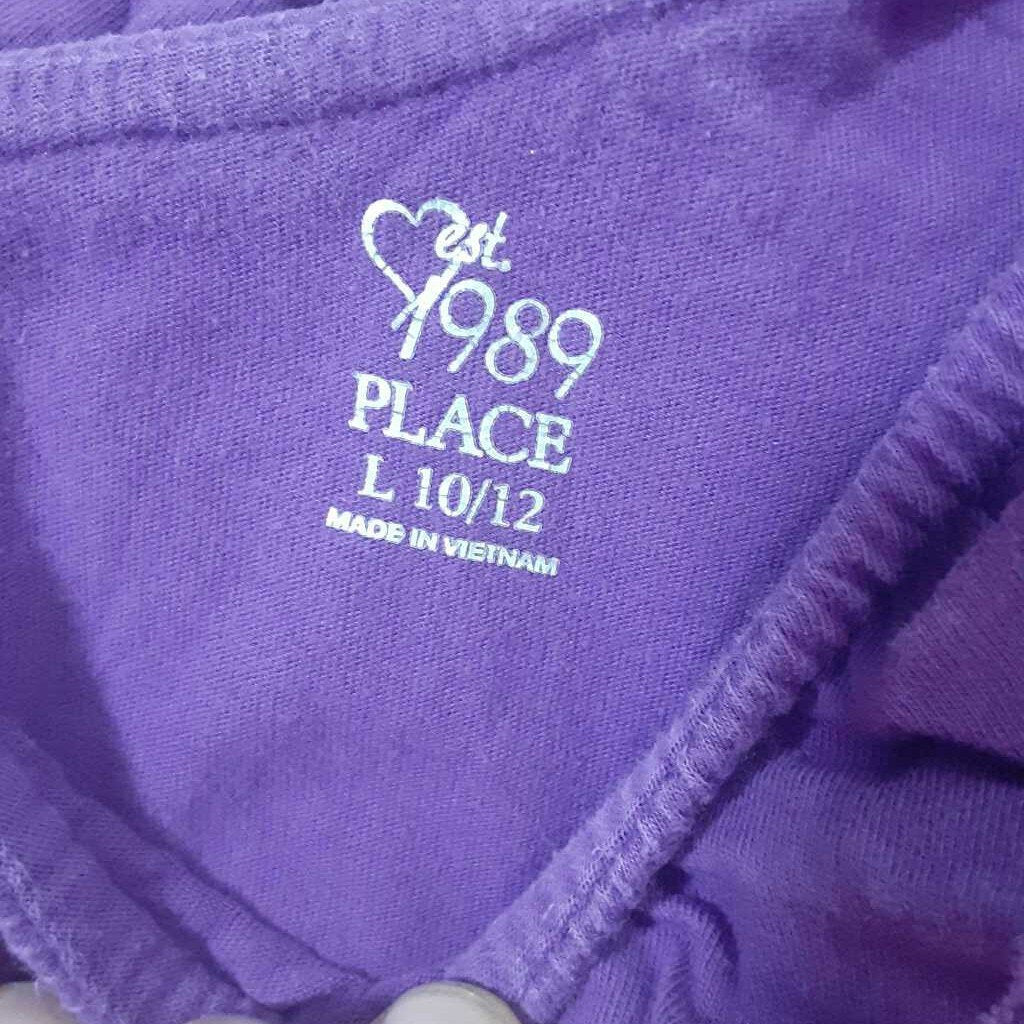 est.
1989
PLACE
L 10/12
MADE IN VIETNAM